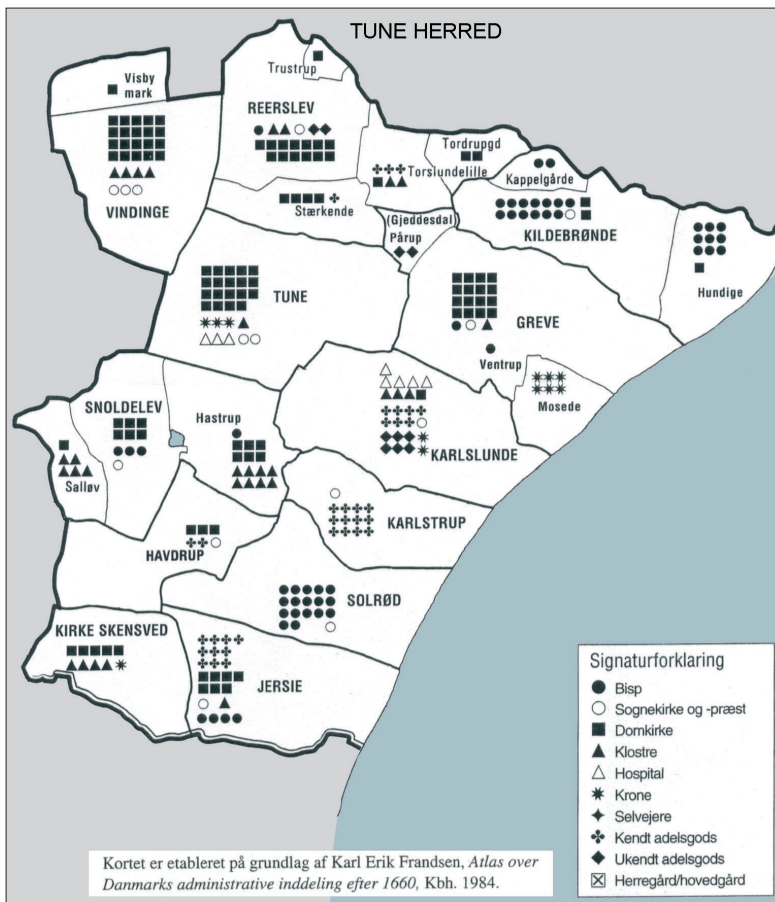 TUNE HERRED
Trustrup
Visby
mark
REERSLEV
Tordrupgd
Torslundelille
Kappelgårde
Stærkende
VINDINGE
(Gjeddesdal)
Pårup
KILDEBRØNDE
Hundige
TUNE
GREVE
Ventrup
Mosede
SNOLDELEV
Hastrup
KARLSLUNDE
Salløv
KARLSTRUP
HAVDRUP
SOLRØD
KIRKE SKENSVED
JERSIE
Signaturforklaring
Bisp
Sognekirke og -præst
Domkirke
Klostre
Hospital
Krone
Selvejere
Kendt adelsgods
Ukendt adelsgods
Herregård/hovedgård
Kortet er etableret på grundlag af Karl Erik Frandsen, Atlas over
Danmarks administrative inddeling efter 1660, Kbh. 1984.